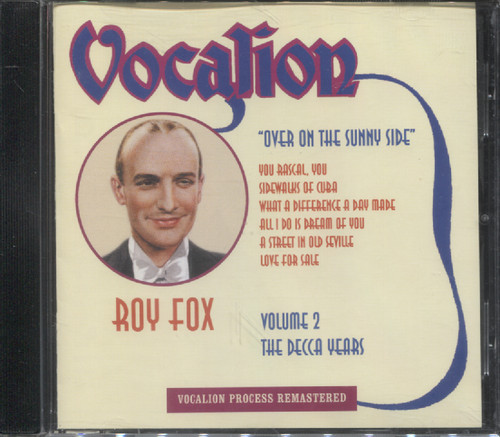 Vocalion
"OVER ON THE SUNNY SIDE"
YOU RASCAL, YOU
SIDEWALKS OF CUBA
WHAT A DIFFERENCE A DAY MADE
ALL I DO IS DREAM OF YOU
A STREET IN OLD SEVILLE
LOVE FOR SALE
ROY FOX
VOLUME 2
THE DECCA YEARS
VOCALION PROCESS REMASTERED